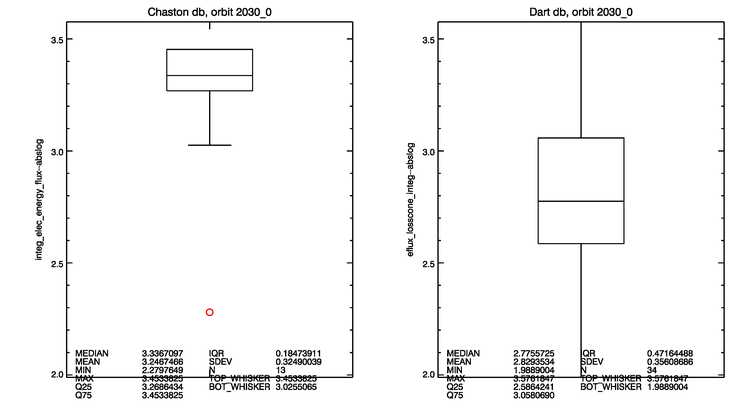 Chaston db, orbit 2030_0
integ_elec_energy_flux-abslog
3.5
3.0
2.5
2.0
MEDIAN 3.3367097 IQR 0.18473911
MEAN 3.2467466 SDEV 0.32490039
MIN 2.2797649 N 13
MAX 3.4533825 TOP_WHISKER 3.4533825
Q25 3.2686434 BOT_WHISKER 3.0255065
Q75 3.4533825
Dart db, orbit 2030_0
eflux_losscone_integ-abslog
3.5
3.0
2.5
2.0
MEDIAN 2.7755725 IQR 0.47164488
MEAN 2.8293534 SDEV 0.35608686
MIN 1.9889004 N 34
MAX 3.5761847 TOP_WHISKER 3.5761847
Q25 2.5864241 BOT_WHISKER 1.9889004
Q75 3.0580690